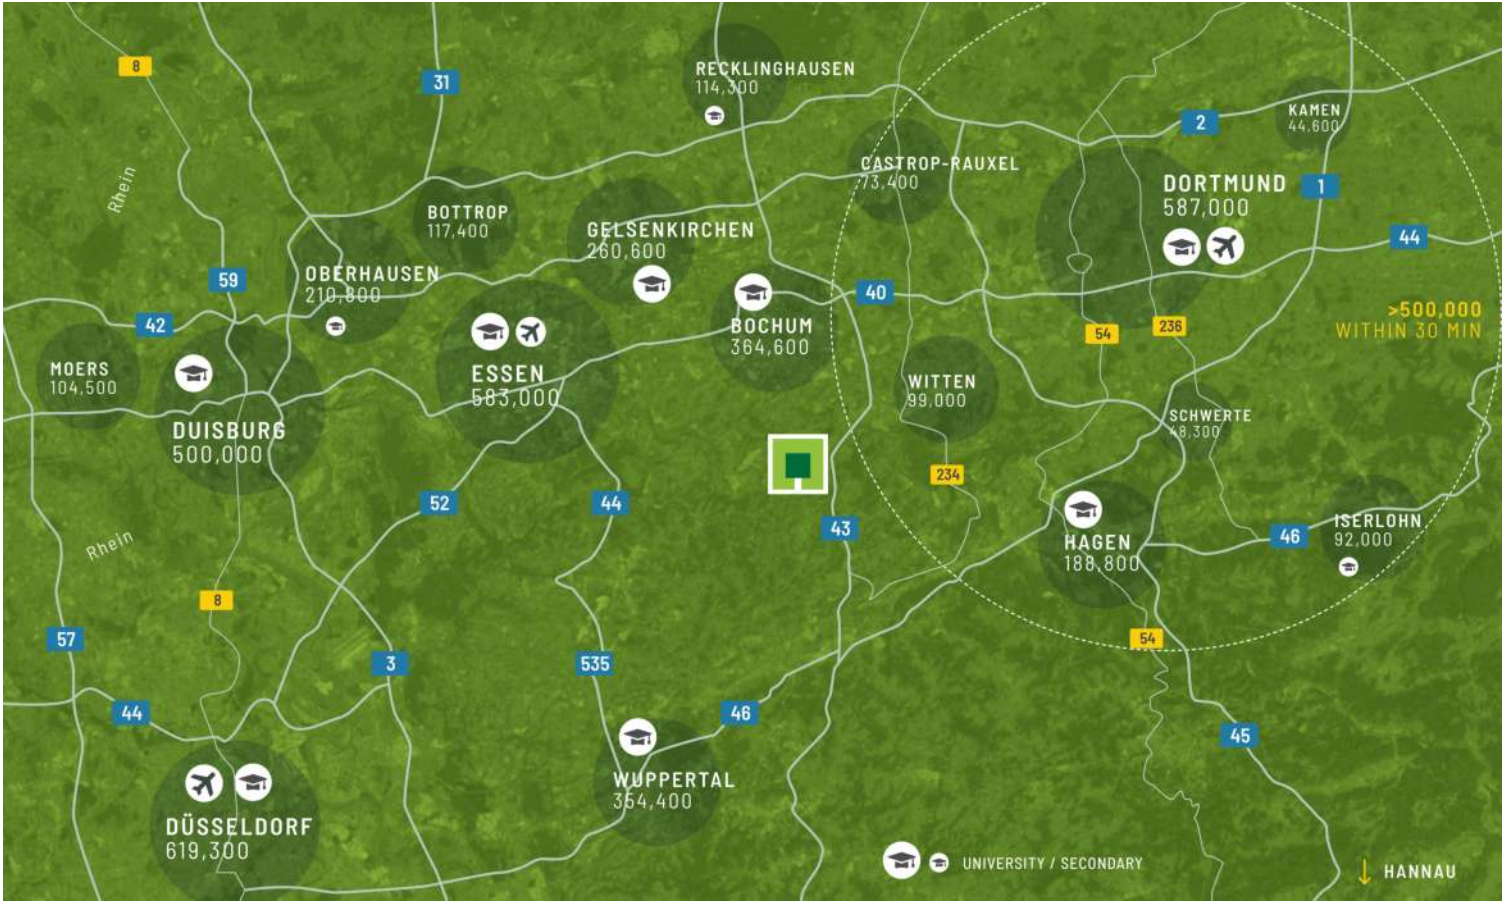 8
31
RECKLINGHAUSEN
114,300
2
KAMEN
44,600
Rhein
CASTROP-RAUXEL
73,400
DORTMUND
587,000
1
BOTTROP
117,400
GELSENKIRCHEN
260,600
44
OBERHAUSEN
210,800
59
40
42
BOCHUM
364,600
54
236
>500,000
WITHIN 30 MIN
MOERS
104,500
ESSEN
583,000
WITTEN
99,000
SCHWERTE
48,300
DUISBURG
500,000
234
52
44
43
HAGEN
188,800
46
ISERLOHN
92,000
Rhein
8
57
3
535
54
44
46
45
WUPPERTAL
354,400
DÜSSELDORF
619,300
UNIVERSITY / SECONDARY
HANNAU